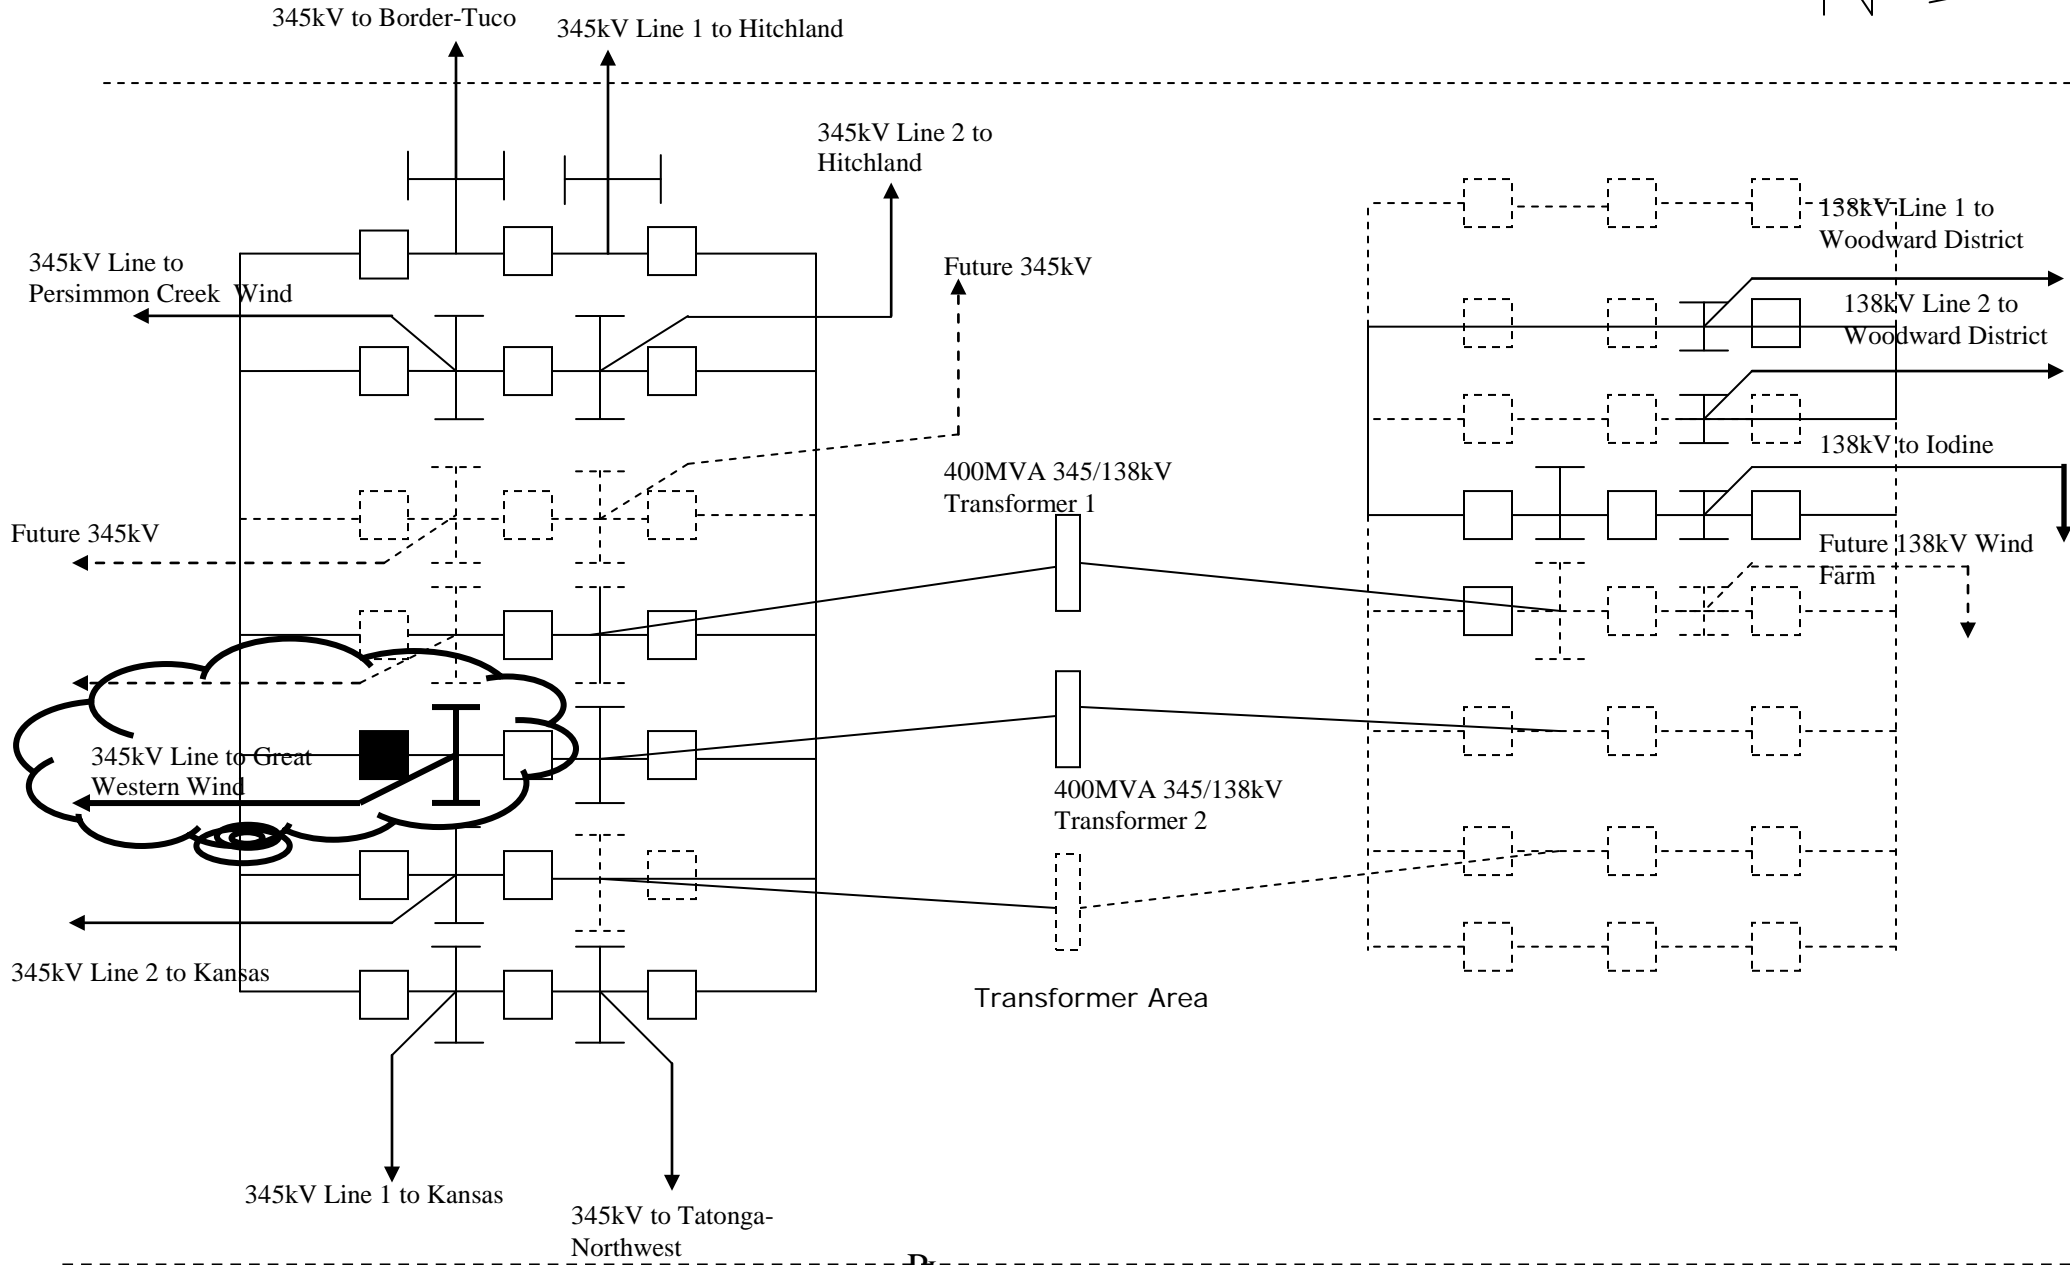 345kV to Border-Tuco
345kV Line 1 to Hitchland
345kV Line 2 to
Hitchland
138kV Line 1 to
Woodward District
345kV Line to
Persimmon Creek Wind
Future 345kV
138kV Line 2 to
Woodward District
138kV to Iodine
400MVA 345/138kV
Transformer 1
Future 345kV
Future 138kV Wind
Farm
345kV Line to Great
Western Wind
400MVA 345/138kV
Transformer 2
345kV Line 2 to Kansas
Transformer Area
345kV Line 1 to Kansas
345kV to Tatonga-
Northwest